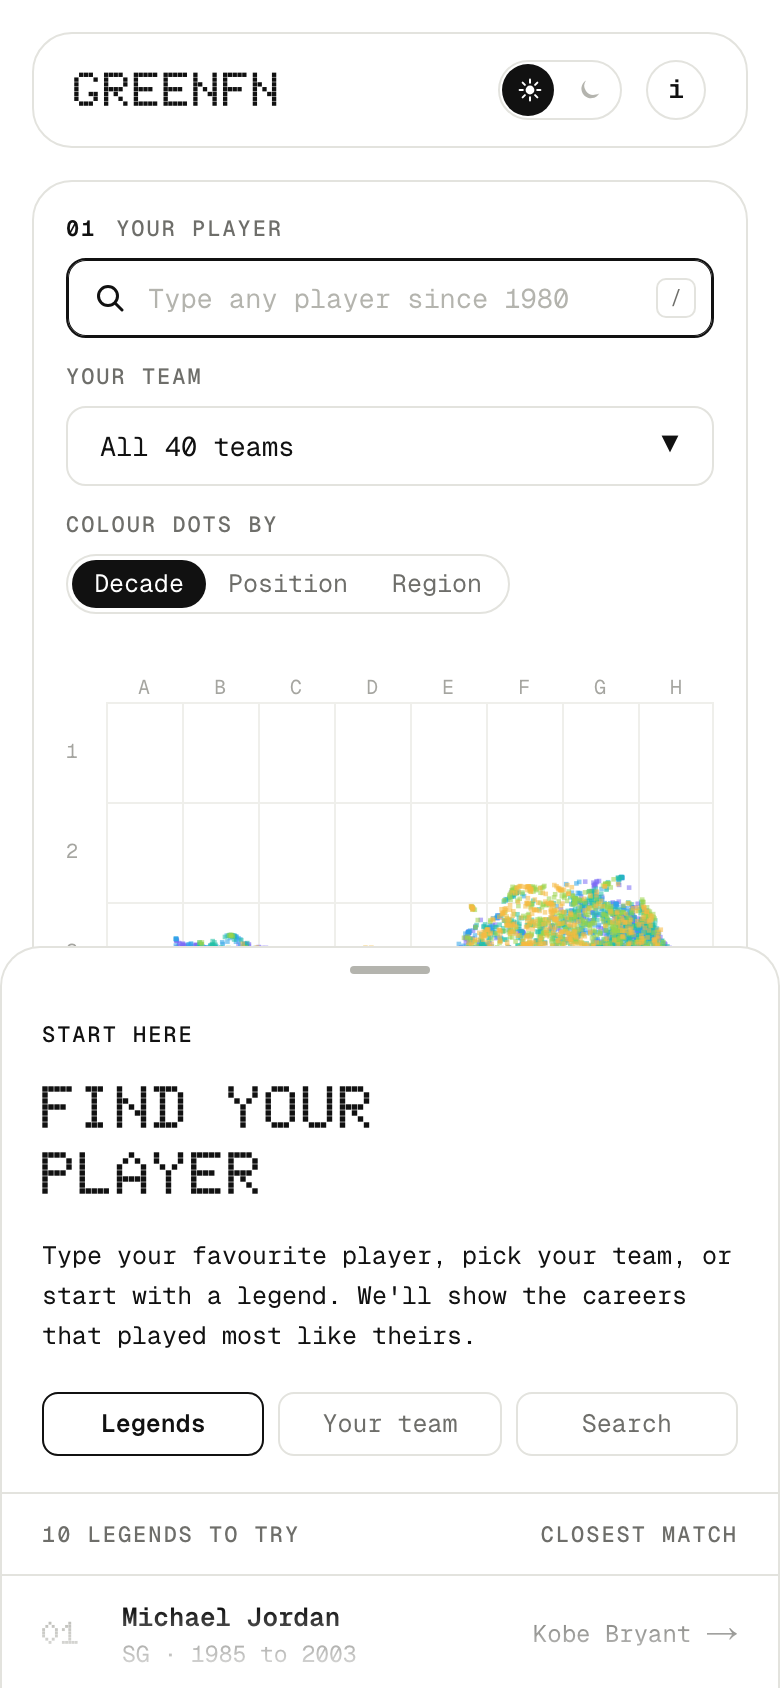 GREENFN
i
01 YOUR PLAYER
Type any player since 1980
/
YOUR TEAM
All 40 teams
COLOUR DOTS BY
Decade Position Region
A B C D E F G H
1
2
START HERE
FIND YOUR
PLAYER
Type your favourite player, pick your team, or
start with a legend. We'll show the careers
that played most like theirs.
Legends Your team Search
10 LEGENDS TO TRY CLOSEST MATCH
01 Michael Jordan Kobe Bryant →
SG · 1985 to 2003